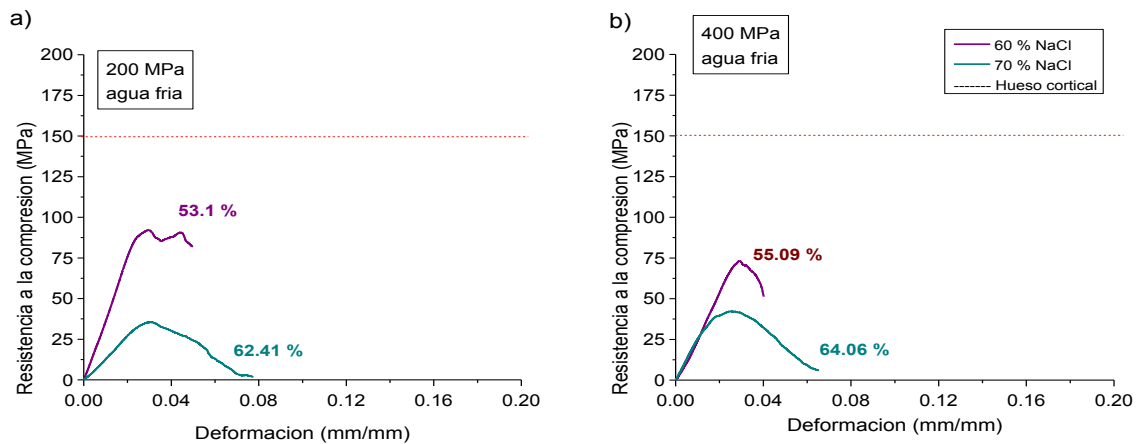 a)
200 MPa
agua fria
Resistencia a la compresion (MPa)
200
175
150
125
100
75
50
25
0
53.1 %
62.41 %
0.00 0.04 0.08 0.12 0.16 0.20
Deformacion (mm/mm)
b)
400 MPa
agua fria
60 % NaCl
70 % NaCl
Hueso cortical
Resistencia a la compresion (MPa)
200
175
150
125
100
75
50
25
0
55.09 %
64.06 %
0.00 0.04 0.08 0.12 0.16 0.20
Deformacion (mm/mm)